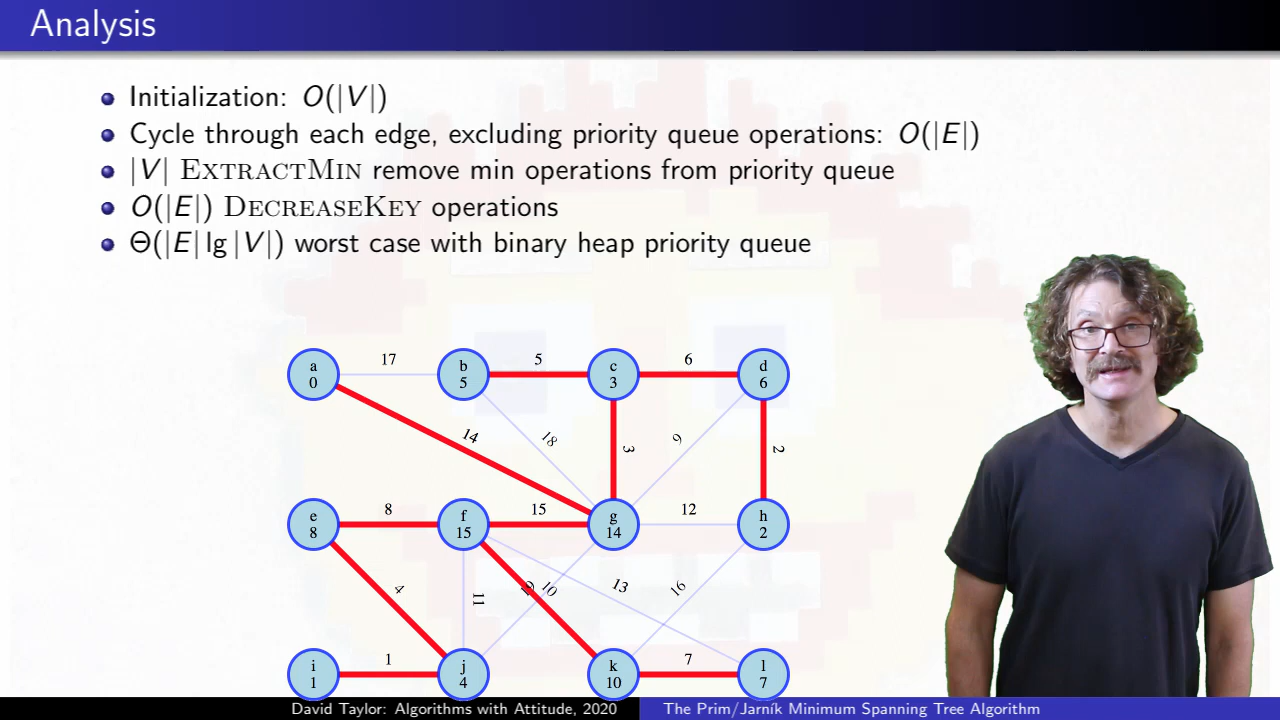 Analysis
Initialization: O(|V|)
Cycle through each edge, excluding priority queue operations: O(|E|)
|V| EXTRACTMIN remove min operations from priority queue
O(|E|) DECREASEKEY operations
Θ(|E| lg |V|) worst case with binary heap priority queue
17 5 6
a b c d
0 5 3 6
14 18 3 9 2
8 15 12
e f g h
8 15 14 2
4 11 10 13 16
1 7
i j k l
1 4 10 7
David Taylor: Algorithms with Attitude, 2020 The Prim/Jarník Minimum Spanning Tree Algorithm